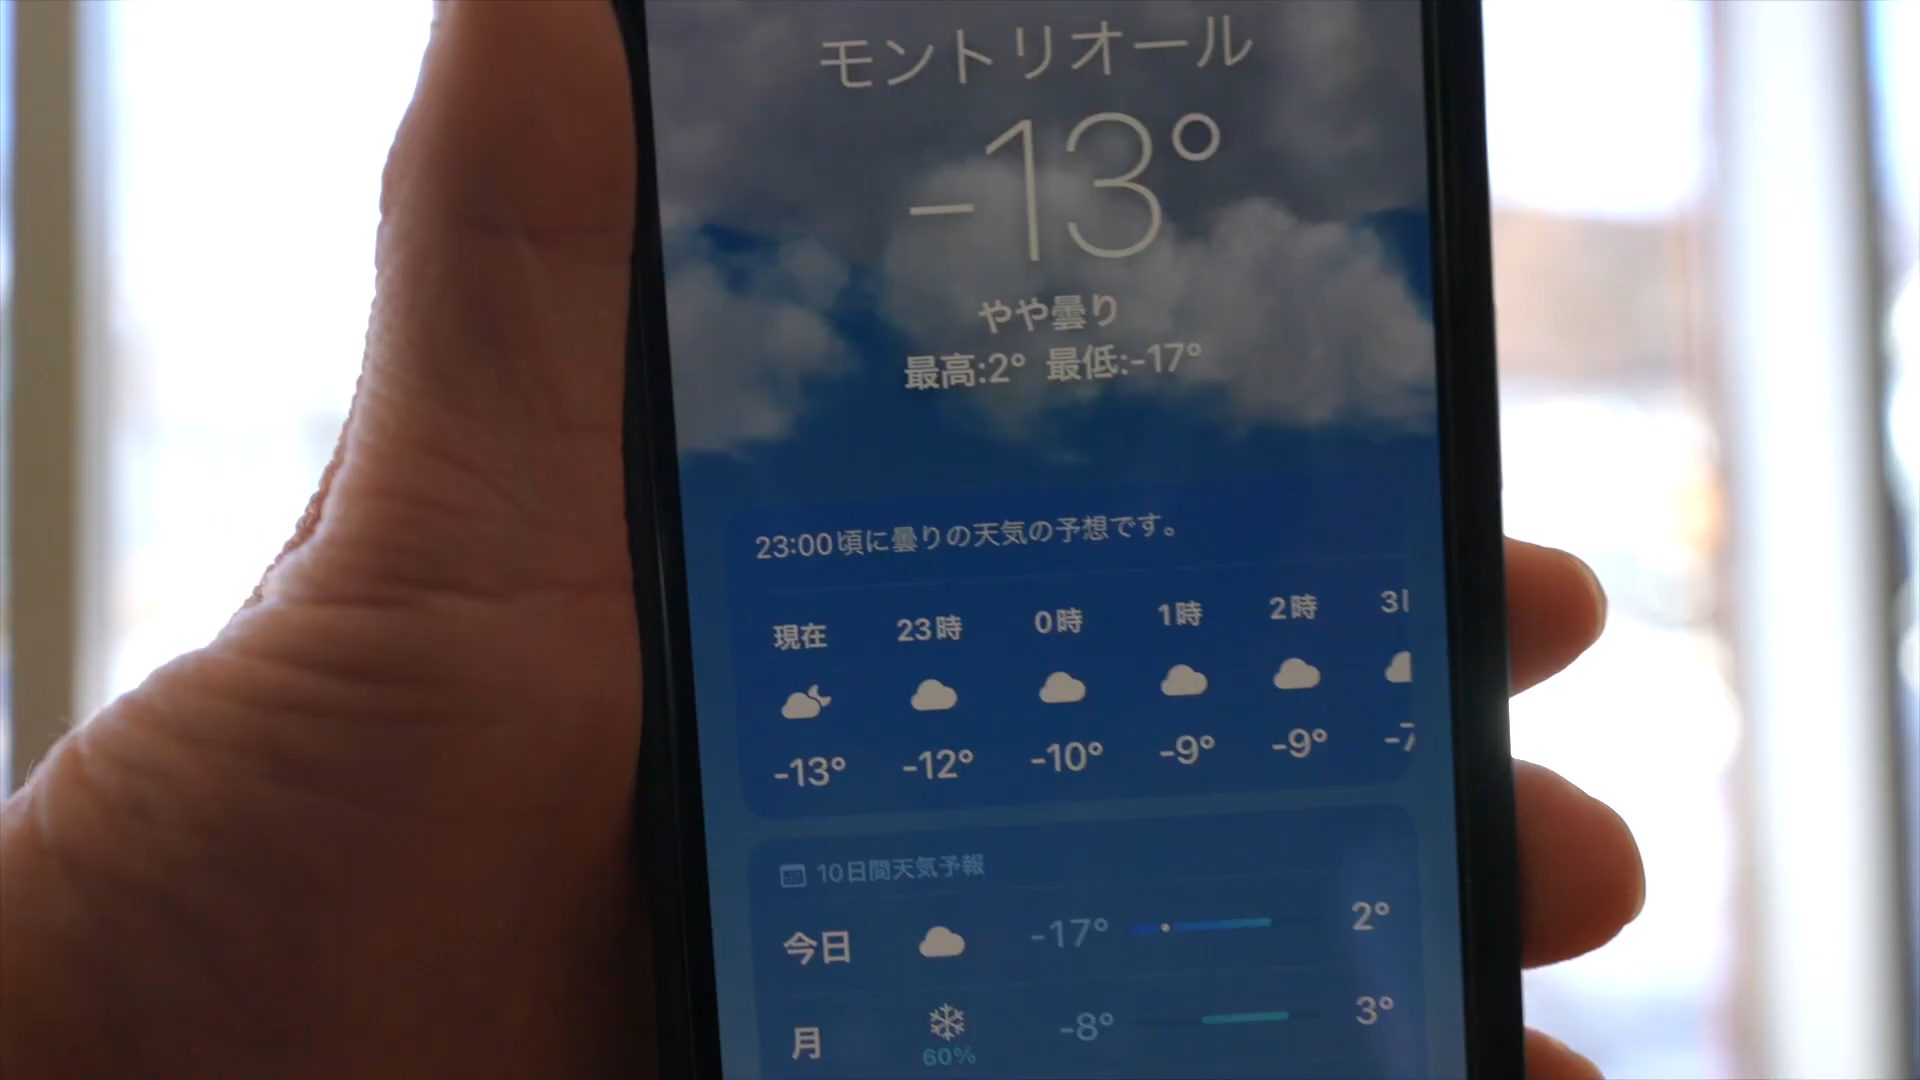 モントリオール
-13°
やや曇り
最高:2° 最低:-17°
23:00頃に曇りの天気の予想です。
現在 23時 0時 1時 2時
-13° -12° -10° -9° -9° -7
10日間天気予報
今日 -17° 2°
月 60% -8° 3°